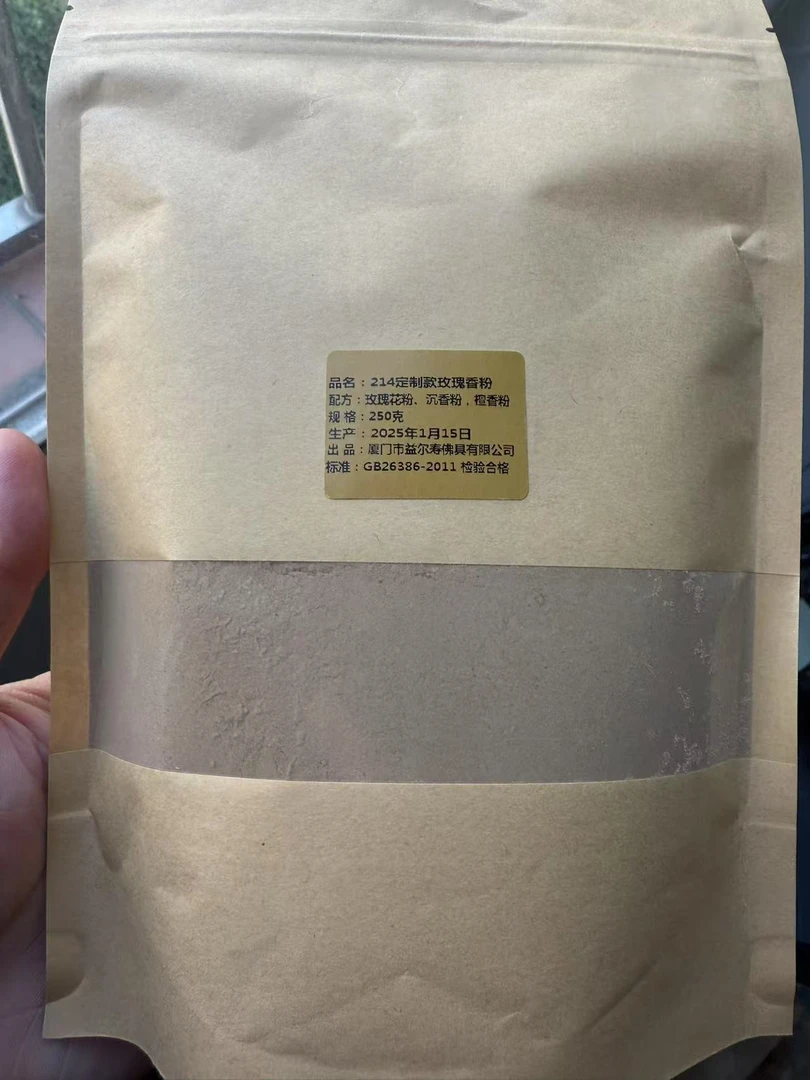 品名：214定制款玫瑰香粉
配方：玫瑰花粉、沉香粉，檀香粉
规 格：250克
生产：2025年1月15日
出 品：厦门市益尔寿佛具有限公司
标准：GB26386-2011 检验合格